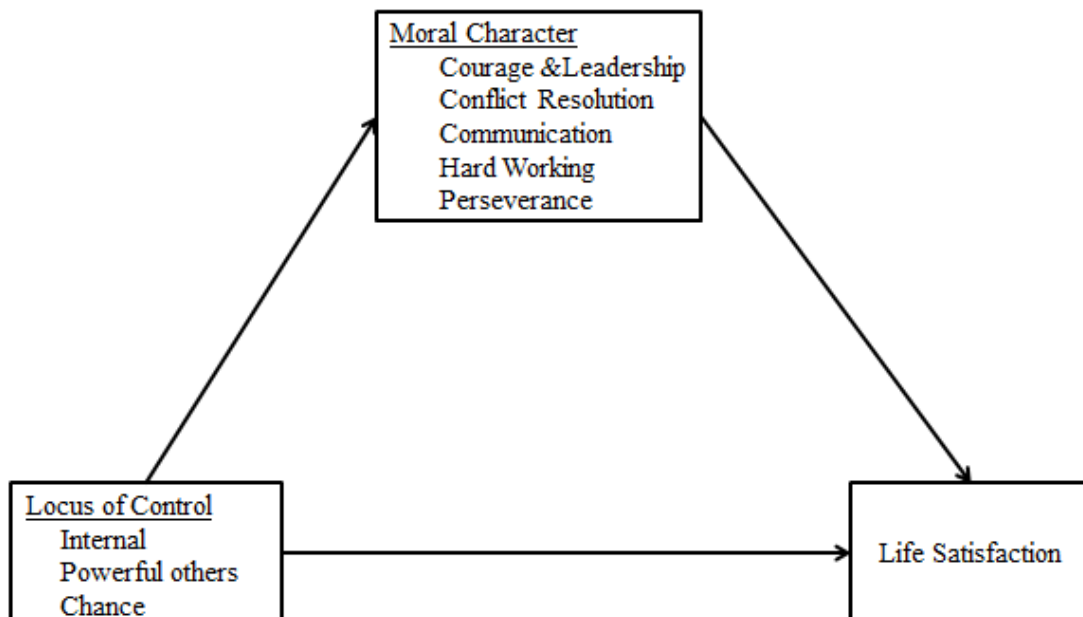 Moral Character
Courage &Leadership
Conflict Resolution
Communication
Hard Working
Perseverance
Locus of Control
Internal
Powerful others
Chance
Life Satisfaction